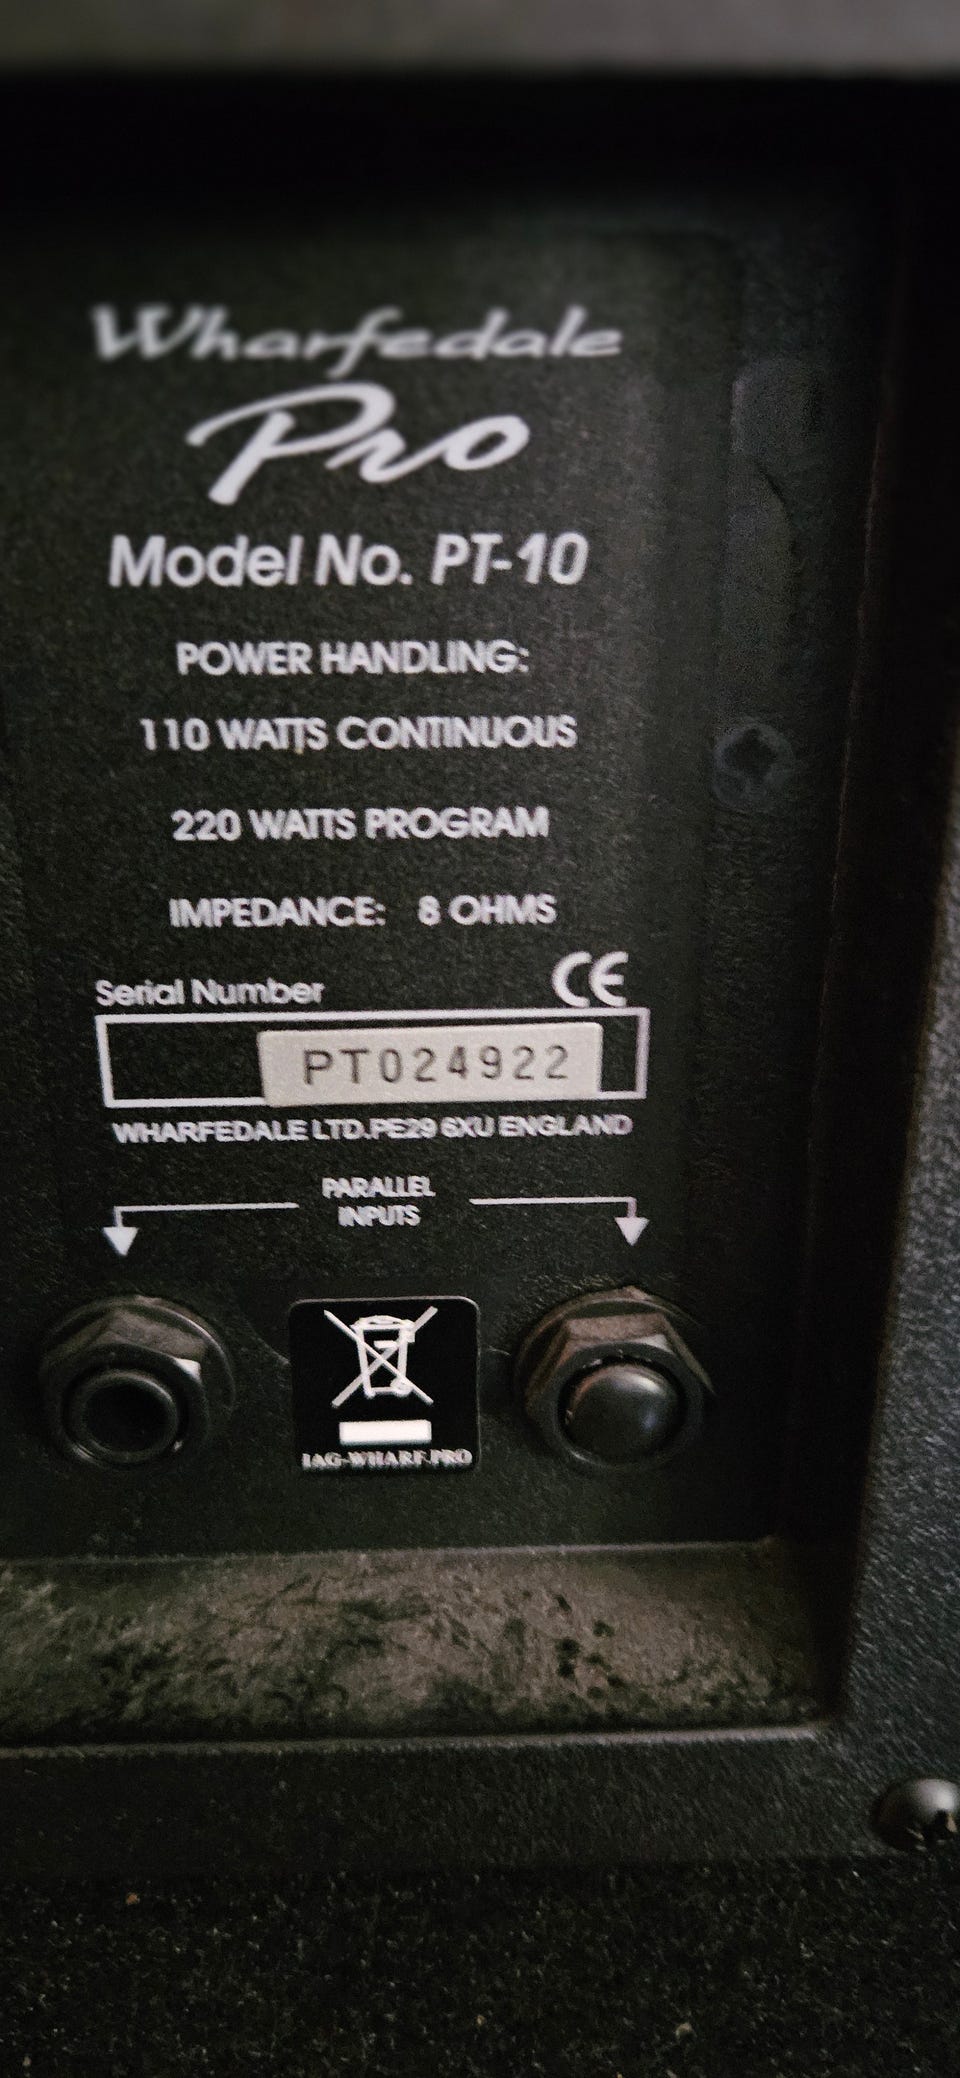 Wharfedale
Pro
Model No. PT-10
POWER HANDLING:
110 WATTS CONTINUOUS
220 WATTS PROGRAM
IMPEDANCE: 8 OHMS
Serial Number CE
PT024922
WHARFEDALE LTD.PE29 6XU ENGLAND
PARALLEL
INPUTS
IAG-WHARF.PRO